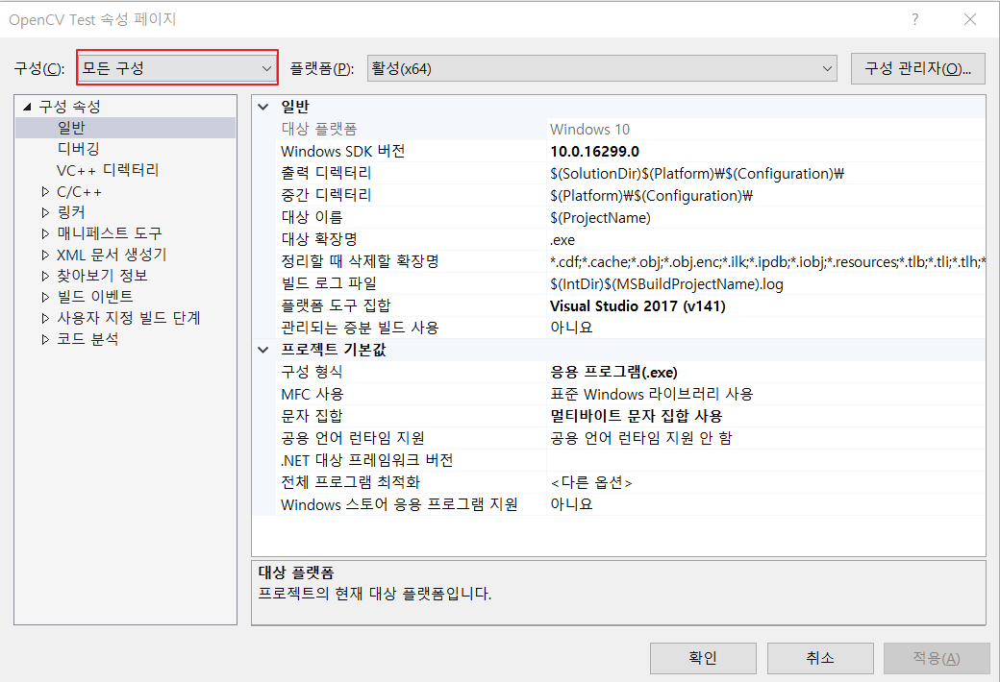 OpenCV Test 속성 페이지
구성(C): 모든 구성 플랫폼(P): 활성(x64) 구성 관리자(O)...
구성 속성
일반
디버깅
VC++ 디렉터리
C/C++
링커
매니페스트 도구
XML 문서 생성기
찾아보기 정보
빌드 이벤트
사용자 지정 빌드 단계
코드 분석
일반
대상 플랫폼 Windows 10
Windows SDK 버전 10.0.16299.0
출력 디렉터리 $(SolutionDir)$(Platform)₩$(Configuration)₩
중간 디렉터리 $(Platform)₩$(Configuration)₩
대상 이름 $(ProjectName)
대상 확장명 .exe
정리할 때 삭제할 확장명 *.cdf;*.cache;*.obj;*.obj.enc;*.ilk;*.ipdb;*.iobj;*.resources;*.tlb;*.tli;*.tlh;*
빌드 로그 파일 $(IntDir)$(MSBuildProjectName).log
플랫폼 도구 집합 Visual Studio 2017 (v141)
관리되는 증분 빌드 사용 아니요
프로젝트 기본값
구성 형식 응용 프로그램(.exe)
MFC 사용 표준 Windows 라이브러리 사용
문자 집합 멀티바이트 문자 집합 사용
공용 언어 런타임 지원 공용 언어 런타임 지원 안 함
.NET 대상 프레임워크 버전
전체 프로그램 최적화 <다른 옵션>
Windows 스토어 응용 프로그램 지원 아니요
대상 플랫폼
프로젝트의 현재 대상 플랫폼입니다.
확인 취소 적용(A)